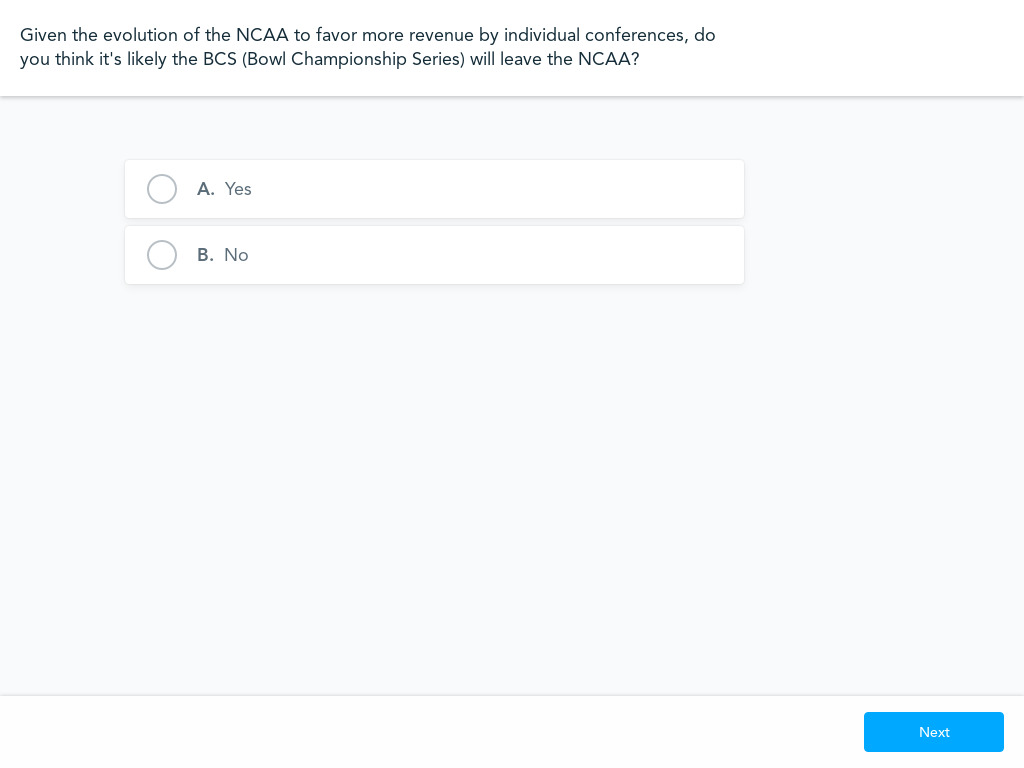 Given the evolution of the NCAA to favor more revenue by individual conferences, do
you think it's likely the BCS (Bowl Championship Series) will leave the NCAA?
A. Yes
B. No
Next